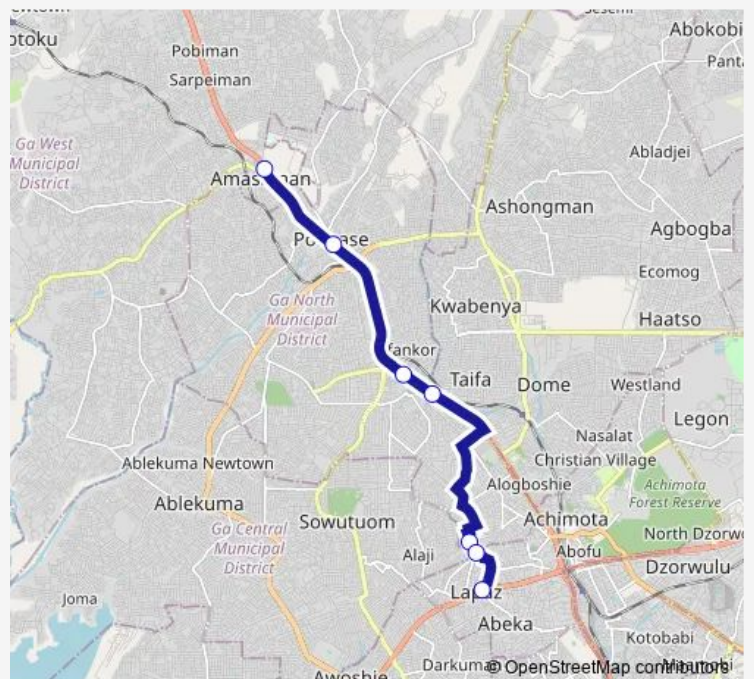 Abokobi
Pobiman
Sarpeiman
Ga West
Municipal
District
Abladjei
Ashongman
Agbogba
Ecomog
Ga North
Municipal
District
Kwabenya
Haatso
Taifa
Dome
Westland
Legon
Nasalat
Christian Village
Ablekuma Newtown
Alogboshie
Achimota
Forest Reserve
Ablekuma
Sowutuom
Achimota
Ga Central
Municipal
District
Alaji
Abofu
North Dzorwu
Dzorwulu
Joma
Abeka
Kotobabi
Awoshie
Darkuman
© OpenStreetMap contributors